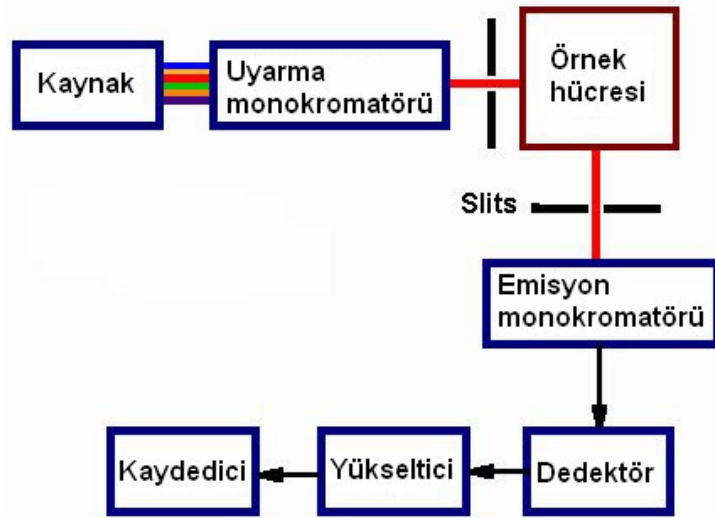 Kaynak
Uyarma
monokromatörü
Örnek
hücresi
Slits
Emisyon
monokromatörü
Kaydedici
Yükseltici
Dedektör